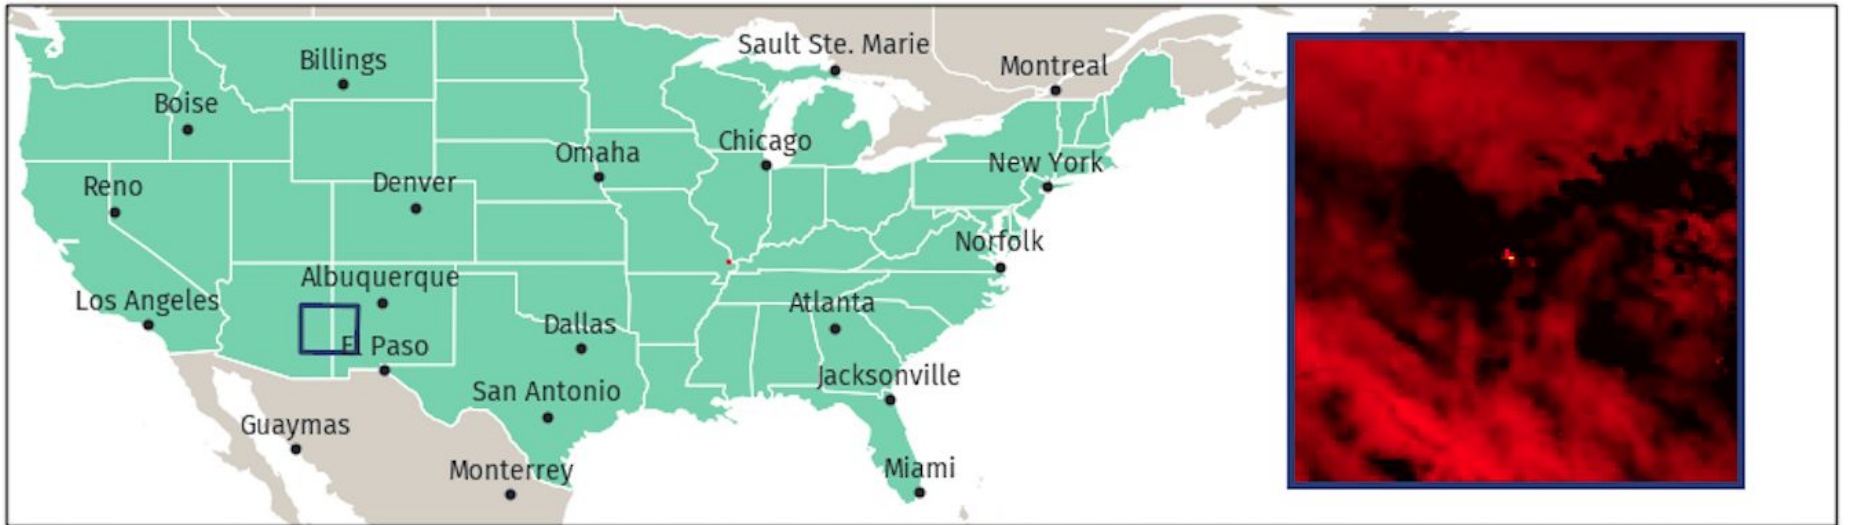 Sault Ste. Marie
Billings
Montreal
Boise
Chicago
Omaha
New York
Reno
Denver
Norfolk
Albuquerque
Los Angeles
Atlanta
Dallas
El Paso
Jacksonville
San Antonio
Guaymas
Miami
Monterrey